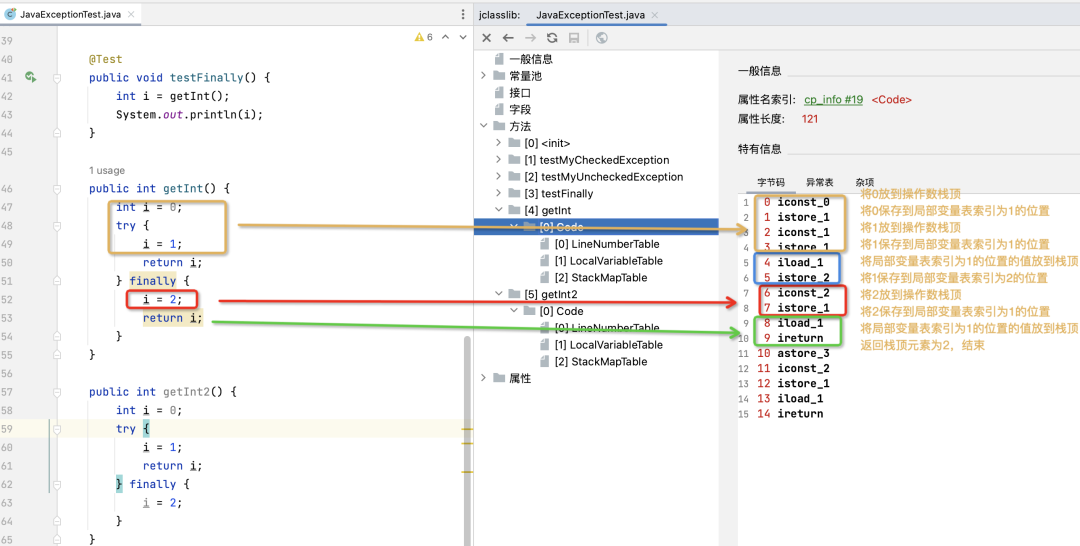 JavaExceptionTest.java
39
40 @Test
41 public void testFinally() {
42 int i = getInt();
43 System.out.println(i);
44 }
45
1 usage
46 public int getInt() {
47 int i = 0;
48 try {
49 i = 1;
50 return i;
51 } finally {
52 i = 2;
53 return i;
54 }
55 }
56
57 public int getInt2() {
58 int i = 0;
59 try {
60 i = 1;
61 return i;
62 } finally {
63 i = 2;
64 }
65 }
6
jclasslib: JavaExceptionTest.java
一般信息
常量池
接口
字段
方法
[0] <init>
[1] testMyCheckedException
[2] testMyUncheckedException
[3] testFinally
[4] getInt
[0] Code
[0] LineNumberTable
[1] LocalVariableTable
[2] StackMapTable
[5] getInt2
[0] Code
[0] LineNumberTable
[1] LocalVariableTable
[2] StackMapTable
属性
一般信息
属性名索引: cp_info #19 <Code>
属性长度: 121
特有信息
字节码 异常表 杂项
1 0 iconst_0 将0放到操作数栈顶
2 1 istore_1 将0保存到局部变量表索引为1的位置
3 2 iconst_1 将1放到操作数栈顶
4 3 istore_1 将1保存到局部变量表索引为1的位置
5 4 iload_1 将局部变量表索引为1的位置的值放到栈顶
6 5 istore_2 将1保存到局部变量表索引为2的位置
7 6 iconst_2 将2放到操作数栈顶
8 7 istore_1 将2保存到局部变量表索引为1的位置
9 8 iload_1 将局部变量表索引为1的位置的值放到栈顶
10 9 ireturn 返回栈顶元素为2，结束
11 10 astore_3
12 11 iconst_2
13 12 istore_1
14 13 iload_1
15 14 ireturn